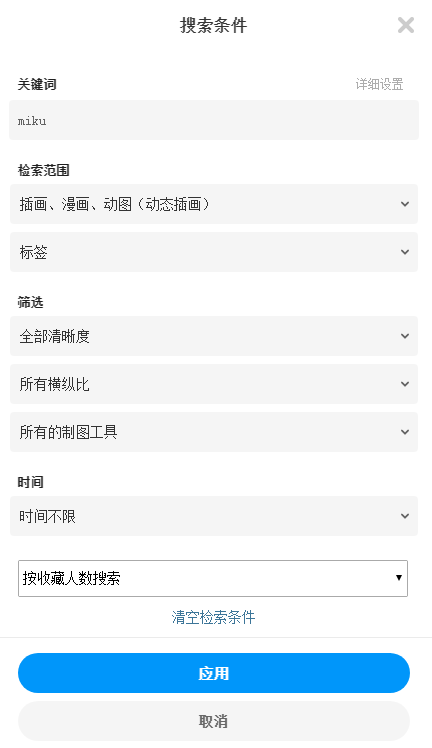 搜索条件
关键词
详细设置
miku
检索范围
插画、漫画、动图（动态插画）
标签
筛选
全部清晰度
所有横纵比
所有的制图工具
时间
时间不限
按收藏人数搜索
清空检索条件
应用
取消